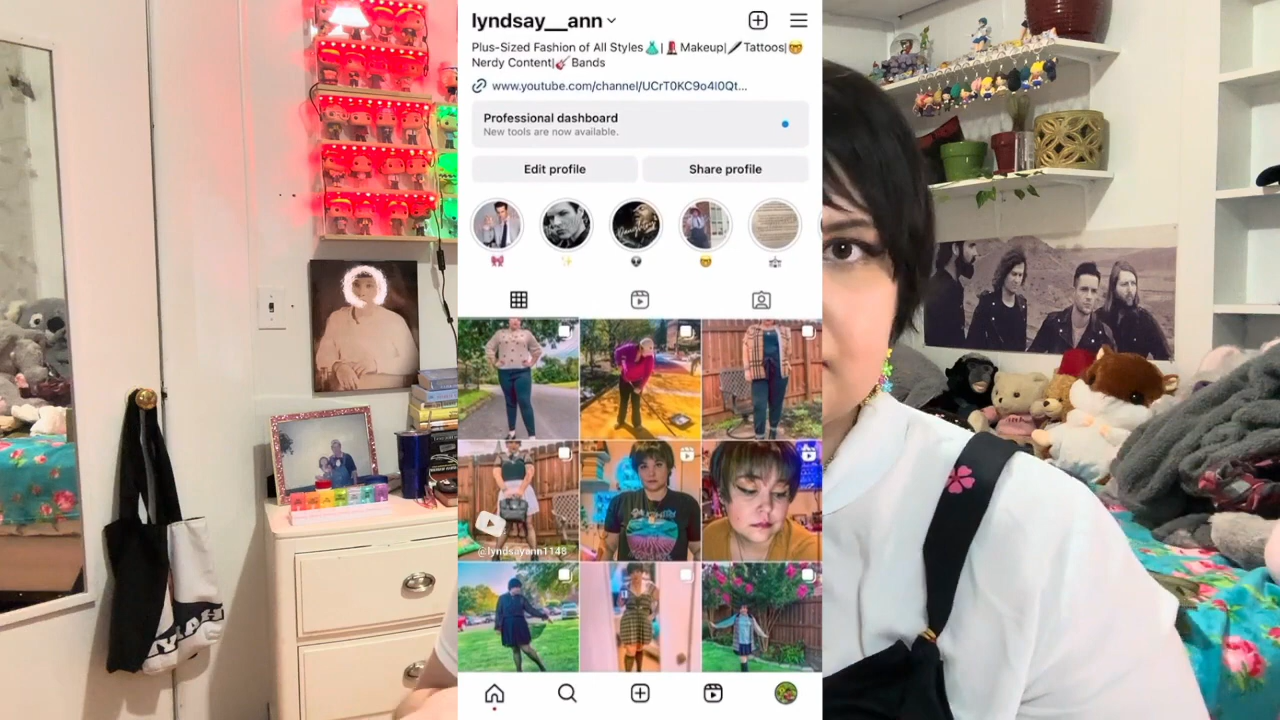 lyndsay__ann
Plus-Sized Fashion of All Styles👗|💄Makeup|🖋️Tattoos|🤓
Nerdy Content|🎸Bands
www.youtube.com/channel/UCrT0KC9o4I0Qt...
Professional dashboard
New tools are now available.
Edit profile
Share profile
@lyndsayann1148